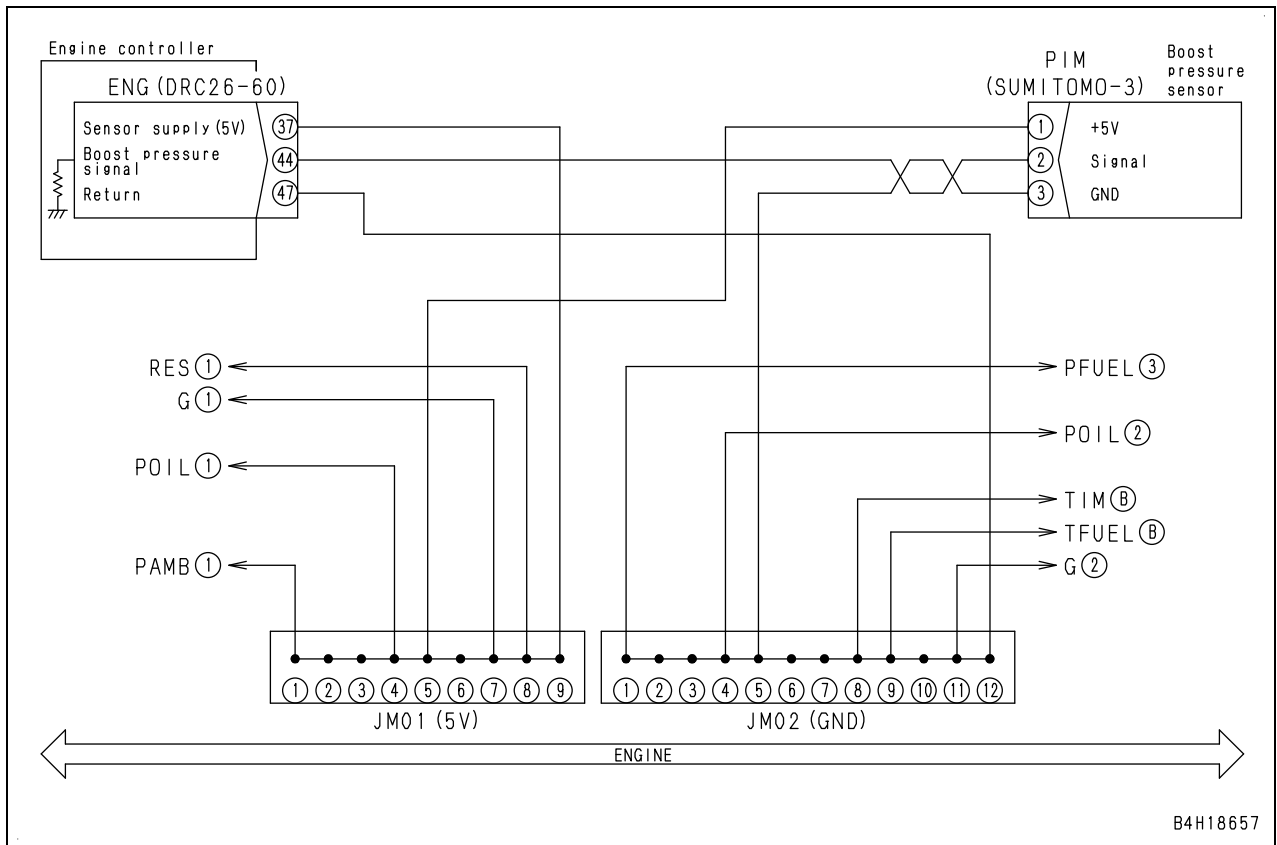 Engine controller
ENG (DRC26-60)
Sensor supply (5V) 37
Boost pressure signal 44
Return 47
PIM
(SUMITOMO-3)
Boost
pressure
sensor
1 +5V
2 Signal
3 GND
RES 1
G 1
POIL 1
PAMB 1
PFUEL 3
POIL 2
TIM B
TFUEL B
G 2
1 2 3 4 5 6 7 8 9
JM01 (5V)
1 2 3 4 5 6 7 8 9 10 11 12
JM02 (GND)
ENGINE
B4H18657